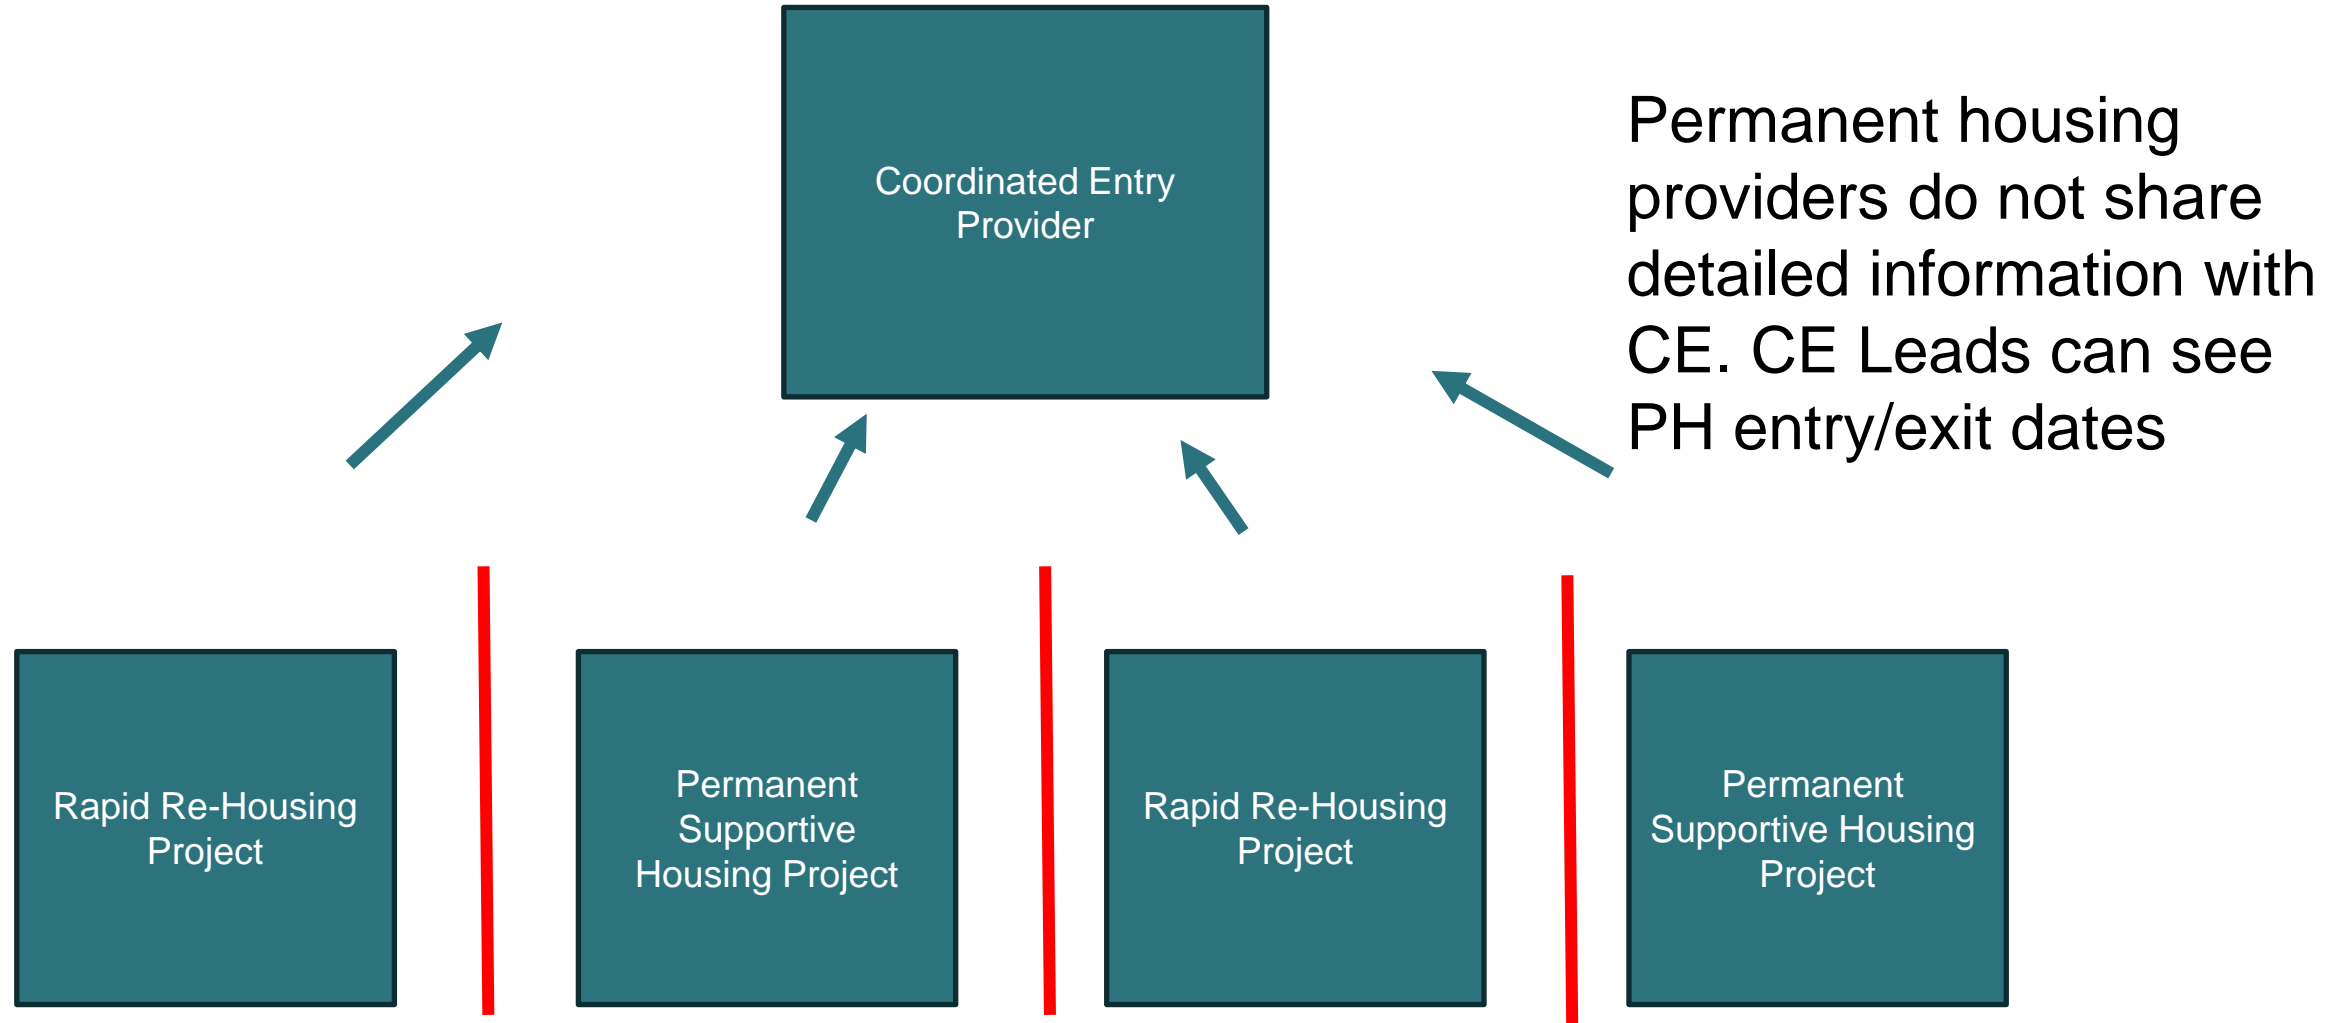 Coordinated Entry
Provider
Permanent housing
providers do not share
detailed information with
CE. CE Leads can see
PH entry/exit dates
Rapid Re-Housing
Project
Permanent
Supportive
Housing Project
Rapid Re-Housing
Project
Permanent
Supportive Housing
Project